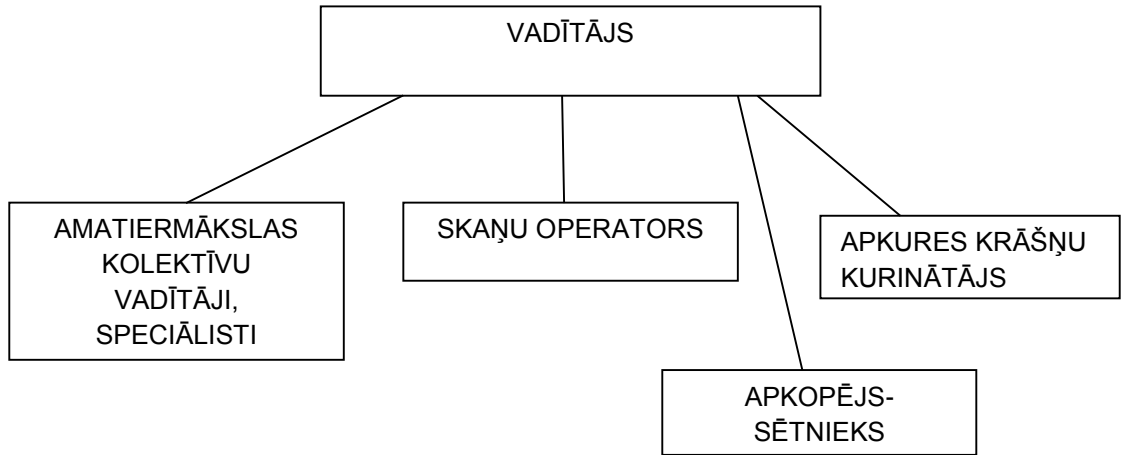 VADĪTĀJS
AMATIERMĀKSLAS
KOLEKTĪVU
VADĪTĀJI,
SPECIĀLISTI
SKAŅU OPERATORS
APKURES KRĀŠŅU
KURINĀTĀJS
APKOPĒJS-
SĒTNIEKS